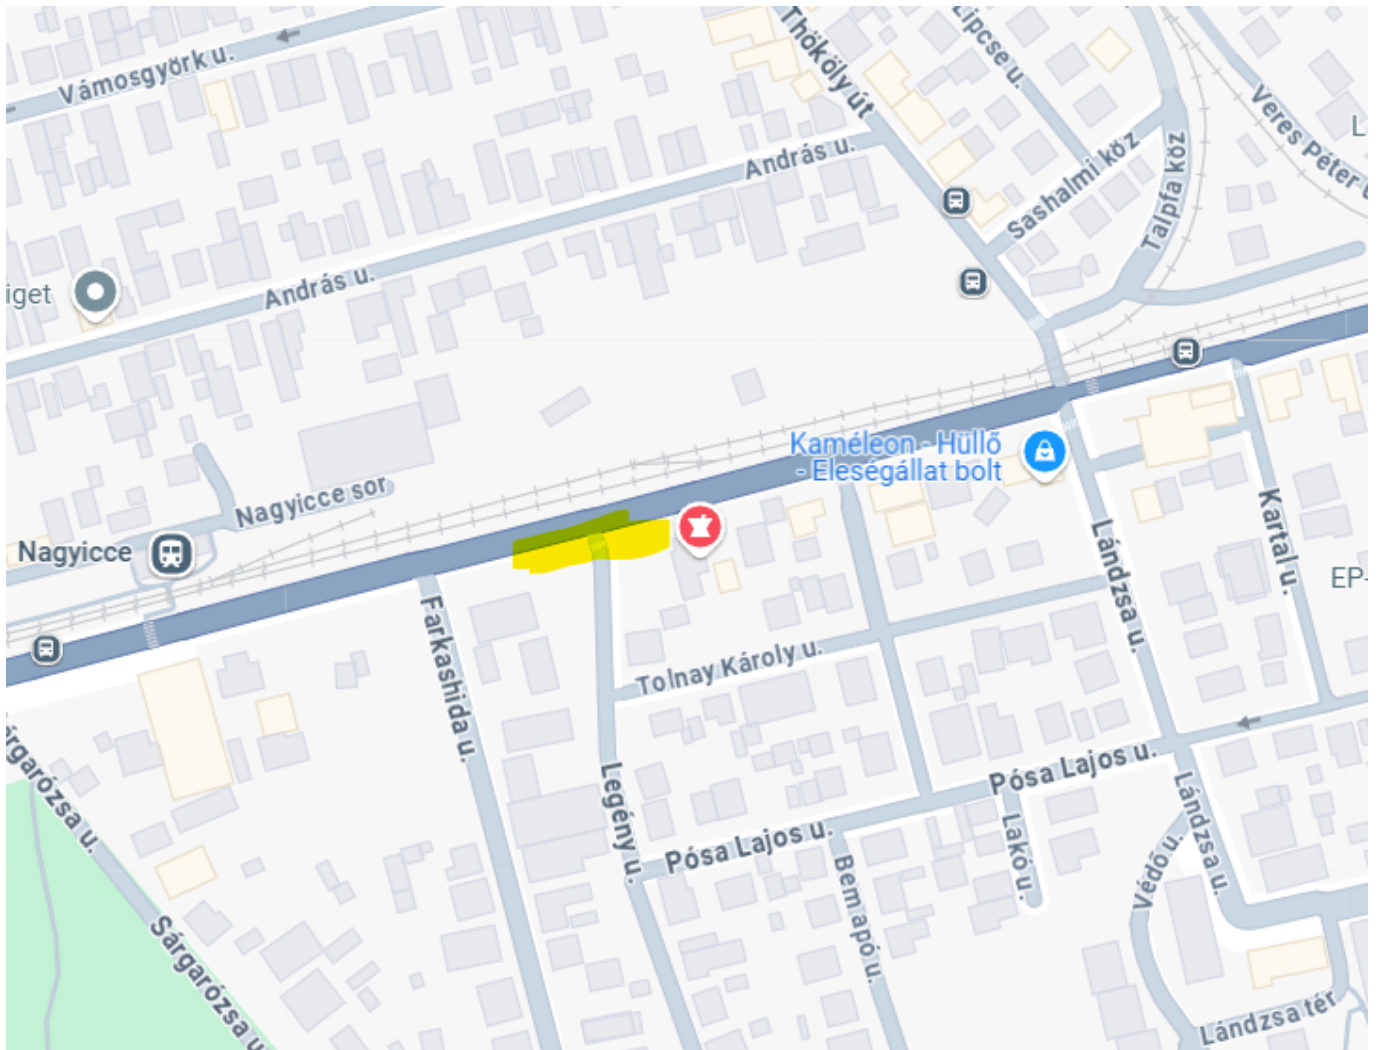 Vámosgyörk u.
Thököly út
Lipcse u.
Veres Péter
L
András u.
Sashalmi köz
Talpfa köz
iget
András u.
Kaméleon - Hüllő
- Eleségállat bolt
Nagyicce sor
Nagyicce
Lándzsa u.
Kartal u.
EP-
Farkashida u.
Tolnay Károly u.
Sárgarózsa u.
Legény u.
Pósa Lajos u.
Pósa Lajos u.
Lakó u.
Lándzsa u.
Védő u.
Bem apó u.
Sárgarózsa u
Lándzsa tér